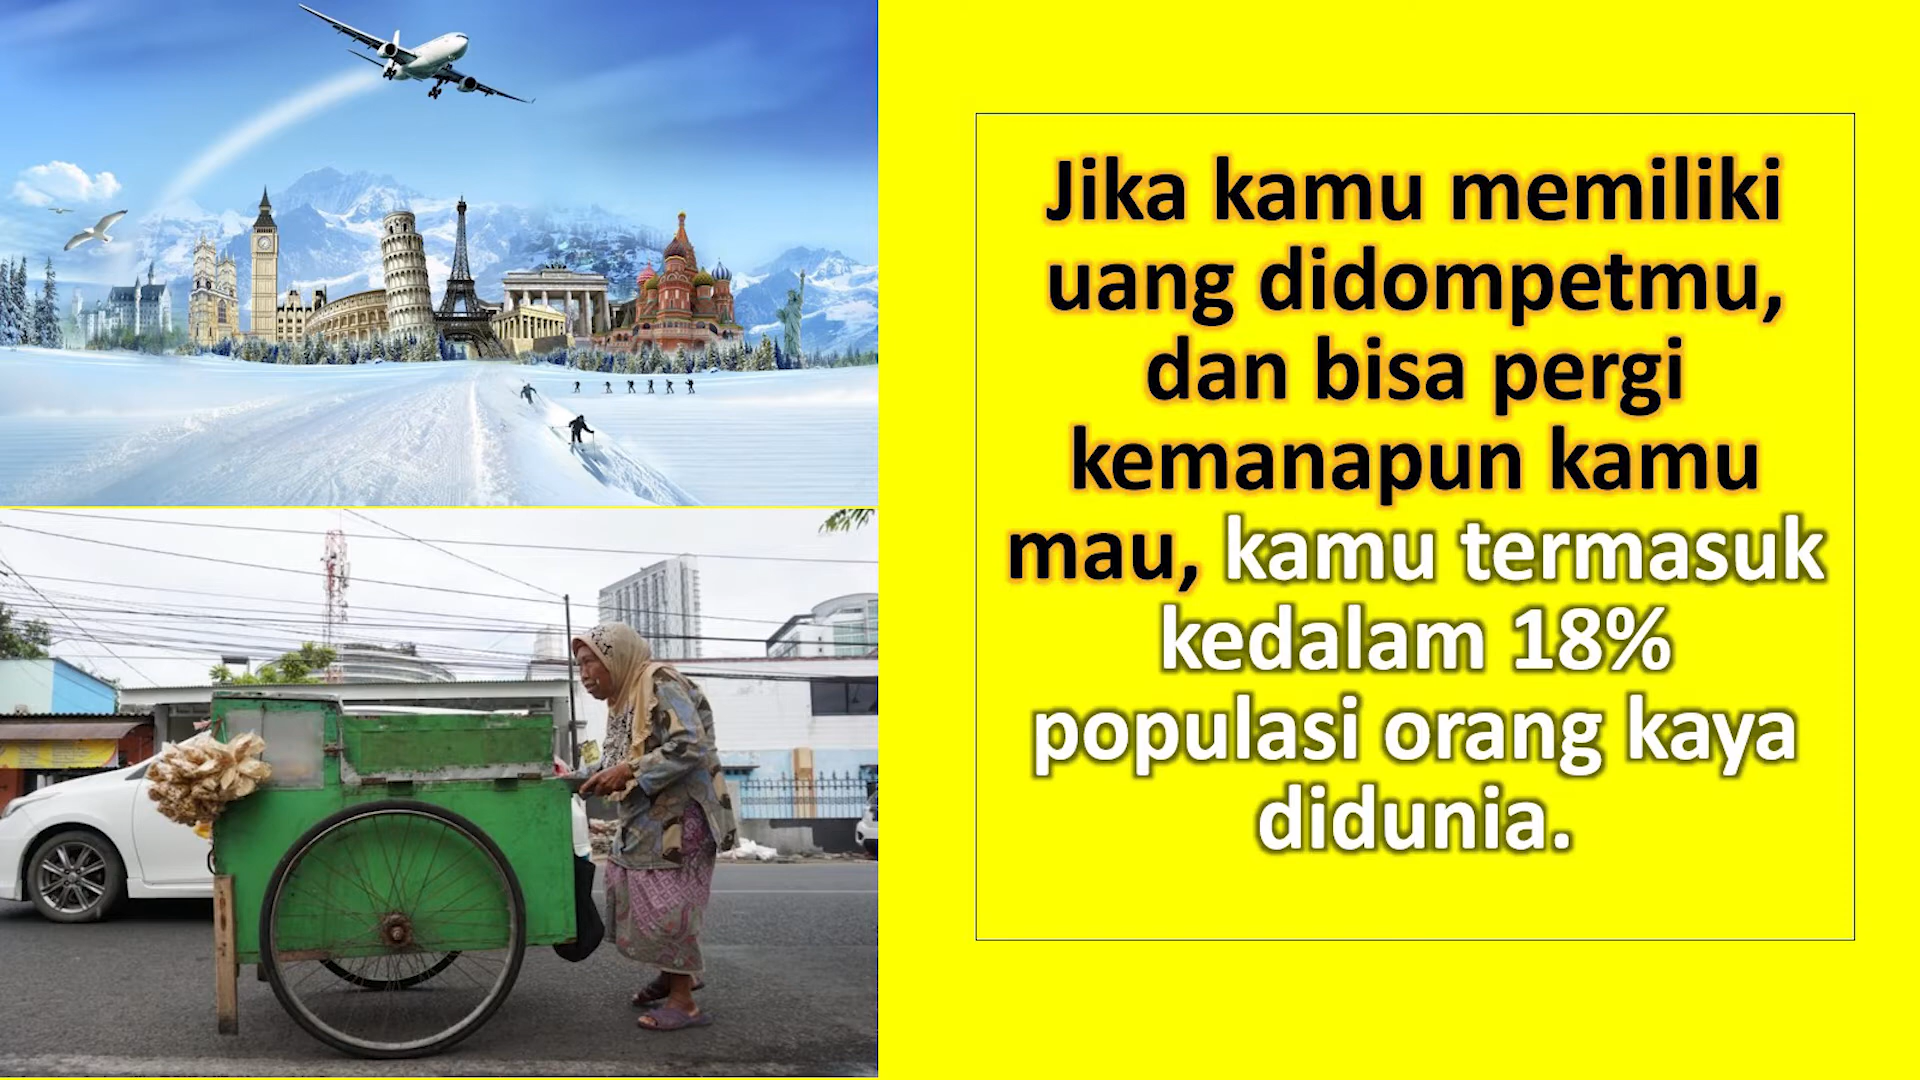 Jika kamu memiliki
uang didompetmu,
dan bisa pergi
kemanapun kamu
mau, kamu termasuk
kedalam 18%
populasi orang kaya
didunia.